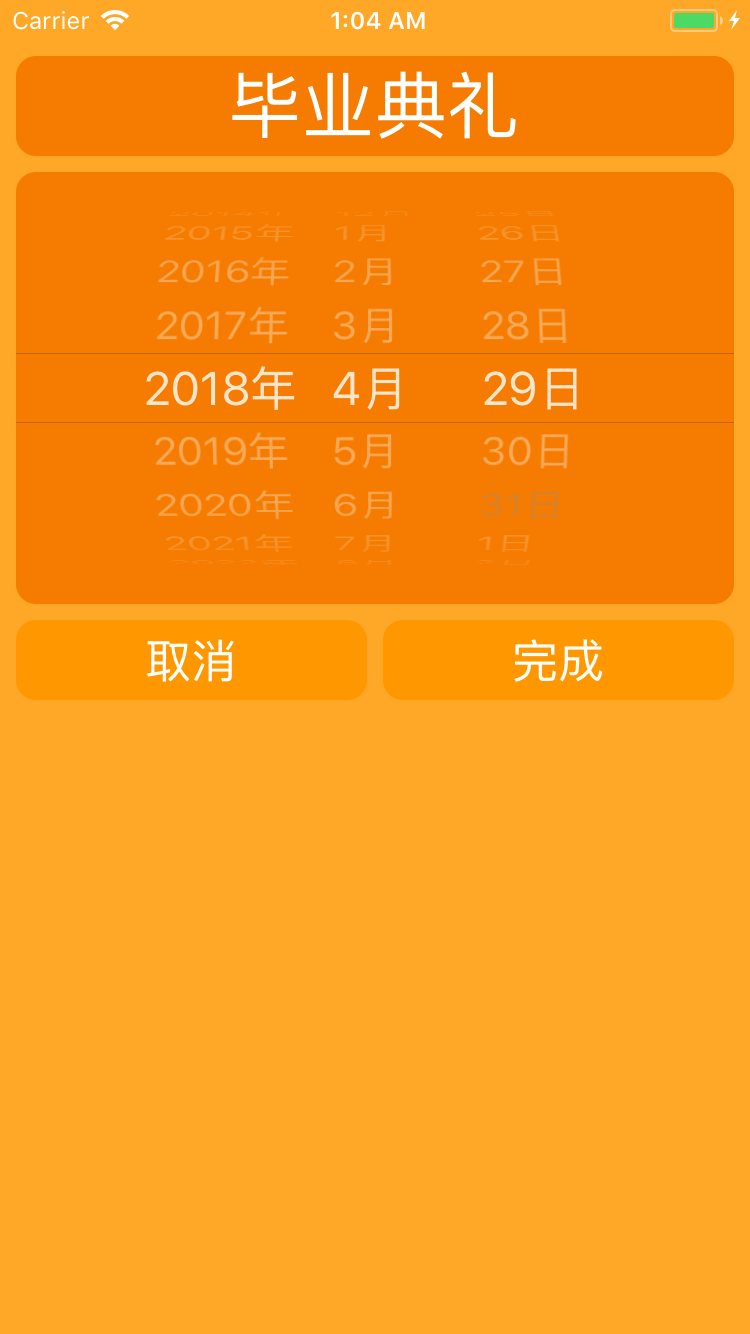 Carrier 1:04 AM
毕业典礼
2015年 1月 26日
2016年 2月 27日
2017年 3月 28日
2018年 4月 29日
2019年 5月 30日
2020年 6月 31日
2021年 7月 1日
取消 完成